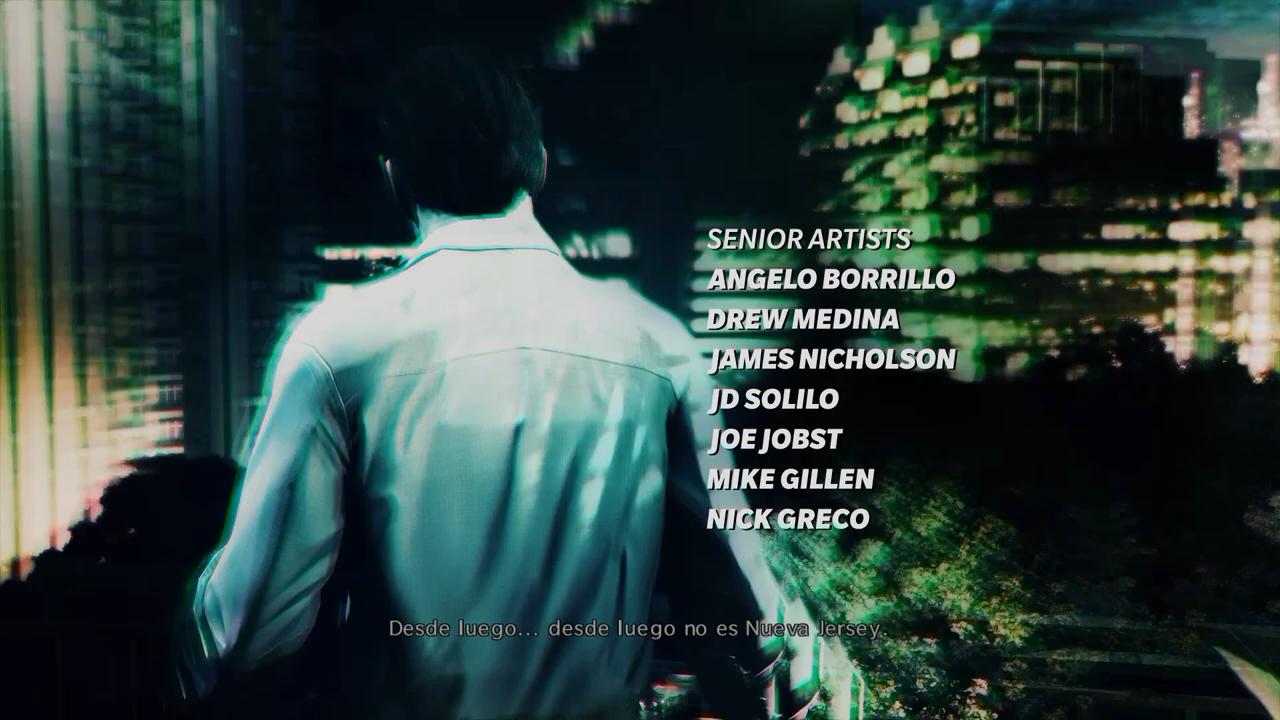 SENIOR ARTISTS
ANGELO BORRILLO
DREW MEDINA
JAMES NICHOLSON
JD SOLILO
JOE JOBST
MIKE GILLEN
NICK GRECO
Desde luego... desde luego no es Nueva Jersey.